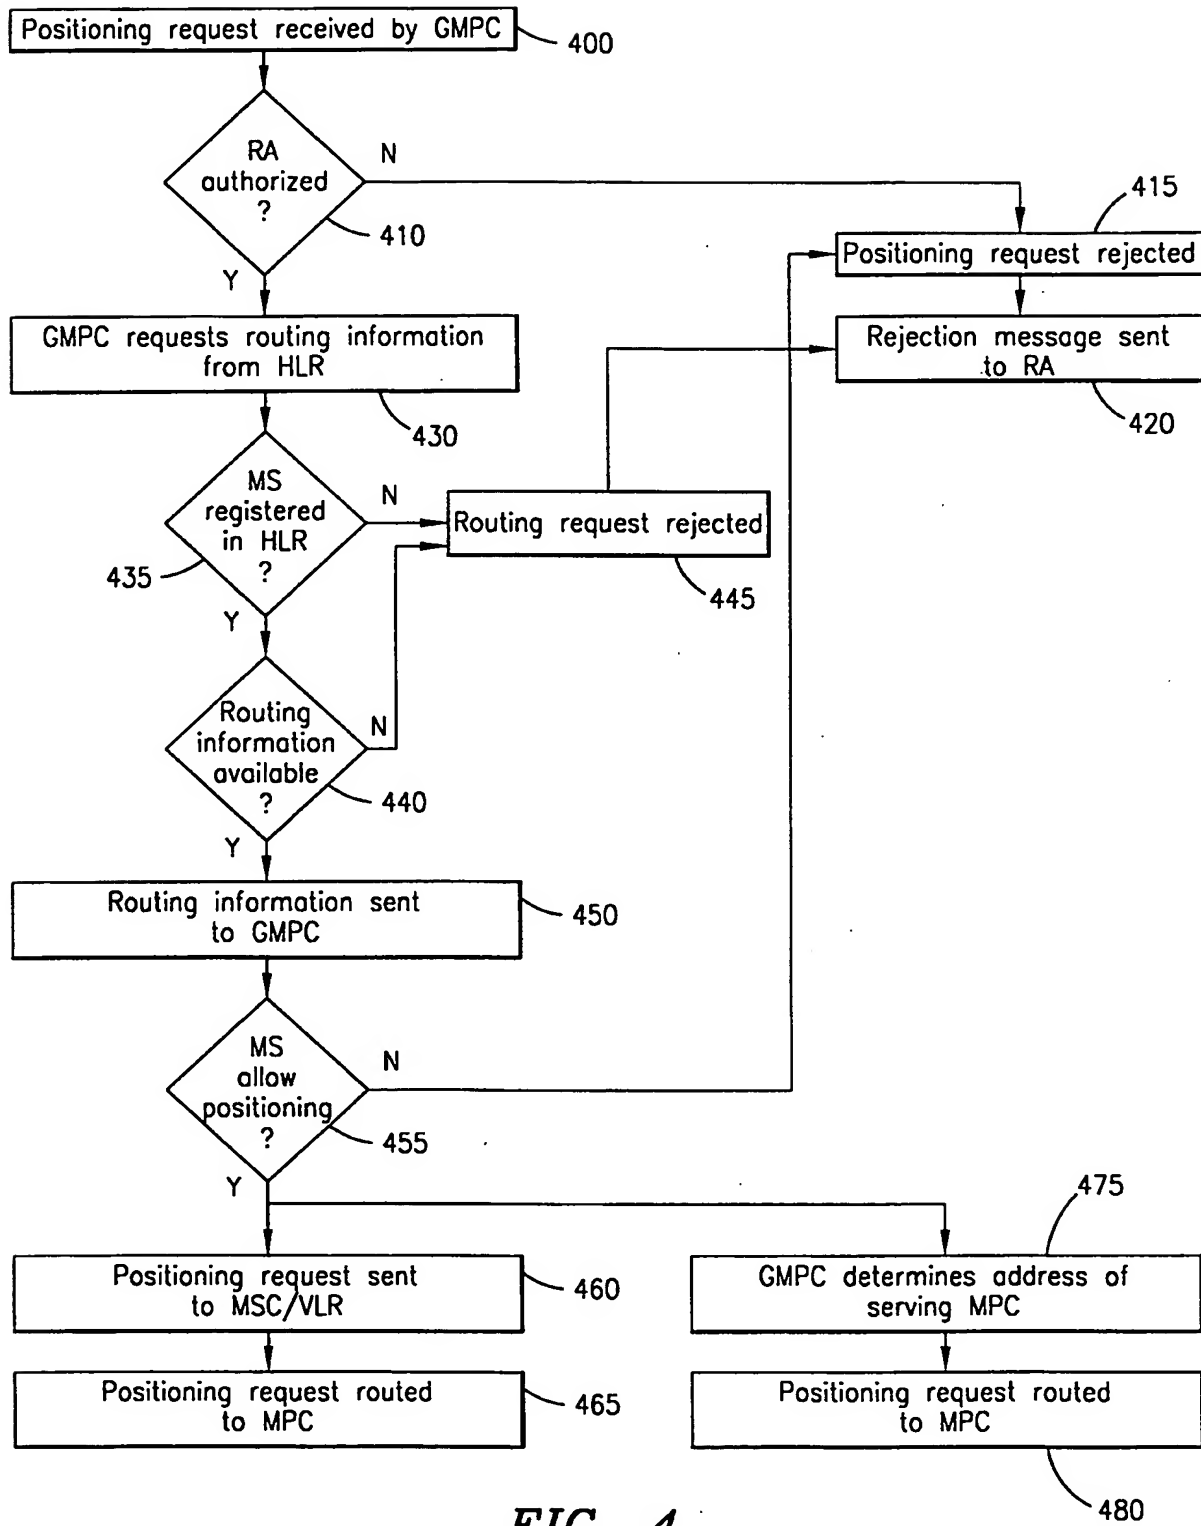 Positioning request received by GMPC
400
RA
authorized
?
N
410
Y
415
Positioning request rejected
GMPC requests routing information
from HLR
430
Rejection message sent
to RA
420
MS
registered
in HLR
?
N
435
Y
Routing request rejected
445
Routing
information
available
?
N
440
Y
Routing information sent
to GMPC
450
MS
allow
positioning
?
N
455
Y
475
Positioning request sent
to MSC/VLR
460
GMPC determines address of
serving MPC
Positioning request routed
to MPC
465
Positioning request routed
to MPC
480
FIG. 4